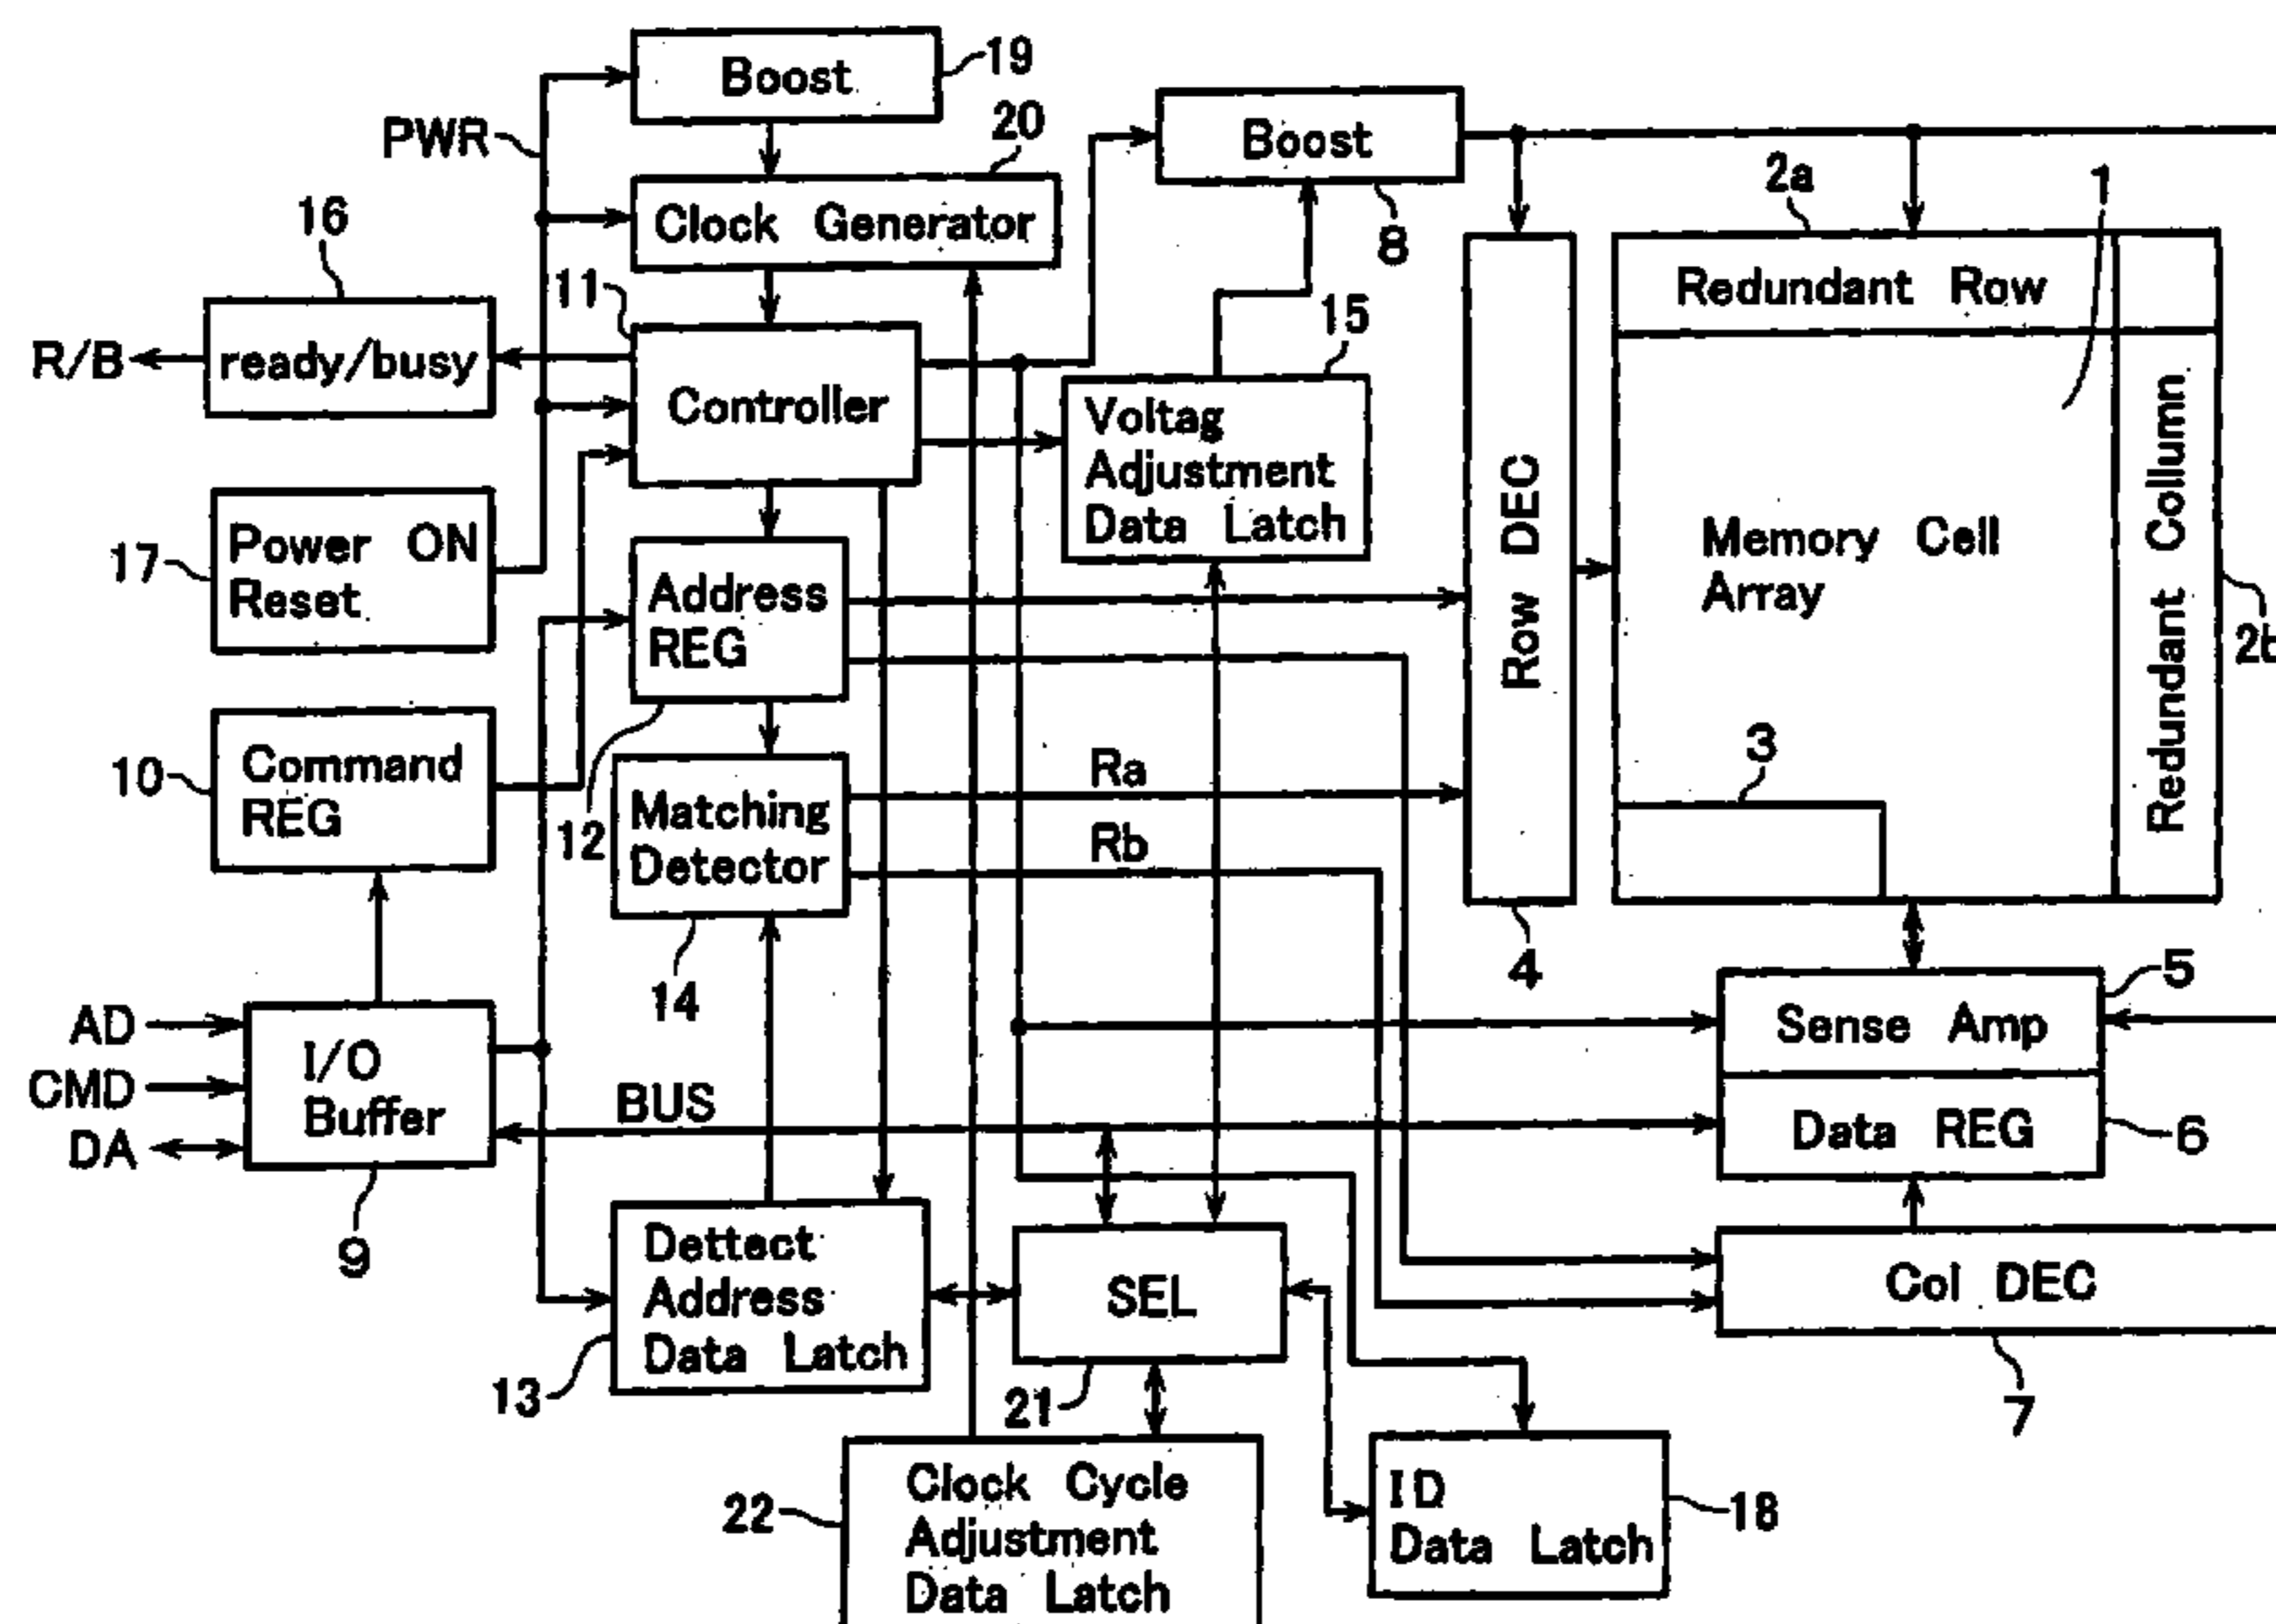 Boost
19
PWR
20
Clock Generator
Boost
8
2a
1
16
11
ready/busy
R/B
Controller
15
Voltag
Adjustment
Data Latch
Redundant Row
Redundant Collumn
Memory Cell
Array
2b
Row DEC
17
Power ON
Reset
Address
REG
12
10
Command
REG
Matching
Detector
14
Ra
Rb
3
4
AD
CMD
DA
I/O
Buffer
9
BUS
5
Sense Amp
Data REG
6
Dettect
Address
Data Latch
13
SEL
21
Col DEC
7
22
Clock Cycle
Adjustment
Data Latch
ID
Data Latch
18